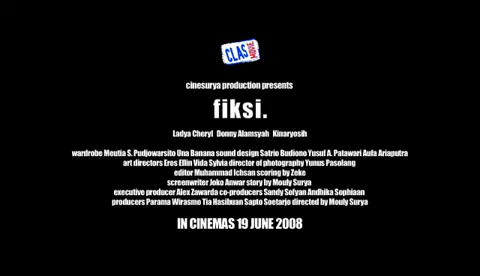 CLAS MOVIE
cinesurya production presents
fiksi.
Ladya Cheryl Donny Alamsyah Kinaryosih
wardrobe Meutia S. Pudjowarsito Una Banana sound design Satrio Budiono Yusuf A. Patawari Aufa Ariaputra
art directors Eros Eflin Vida Sylvia director of photography Yunus Pasolang
editor Muhammad Ichsan scoring by Zeke
screenwriter Joko Anwar story by Mouly Surya
executive producer Alex Zawarda co-producers Sandy Sofyan Andhika Sophiaan
producers Parama Wirasmo Tia Hasibuan Sapto Soetarjo directed by Mouly Surya
IN CINEMAS 19 JUNE 2008